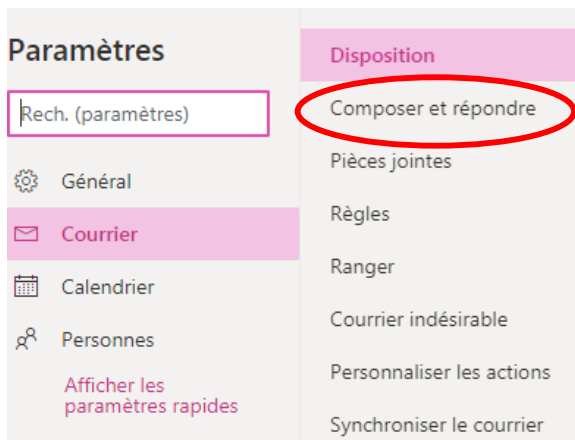 Paramètres
Rech. (paramètres)
Général
Courrier
Calendrier
Personnes
Afficher les
paramètres rapides
Disposition
Composer et répondre
Pièces jointes
Règles
Ranger
Courrier indésirable
Personnaliser les actions
Synchroniser le courrier